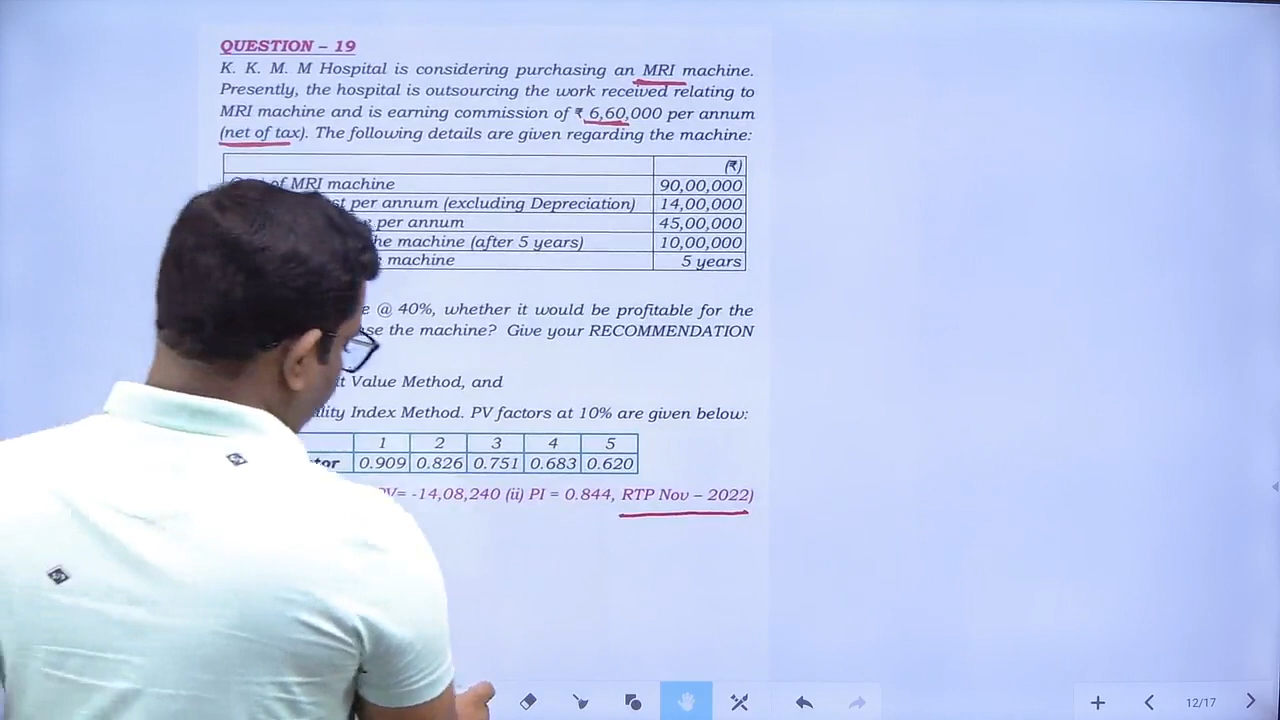 QUESTION – 19
K. K. M. M Hospital is considering purchasing an MRI machine.
Presently, the hospital is outsourcing the work received relating to
MRI machine and is earning commission of ₹ 6,60,000 per annum
(net of tax). The following details are given regarding the machine:
(₹)
of MRI machine 90,00,000
per annum (excluding Depreciation) 14,00,000
per annum 45,00,000
machine (after 5 years) 10,00,000
machine 5 years
@ 40%, whether it would be profitable for the
the machine? Give your RECOMMENDATION
Value Method, and
Index Method. PV factors at 10% are given below:
1 2 3 4 5
0.909 0.826 0.751 0.683 0.620
= -14,08,240 (ii) PI = 0.844, RTP Nov – 2022)
12/17